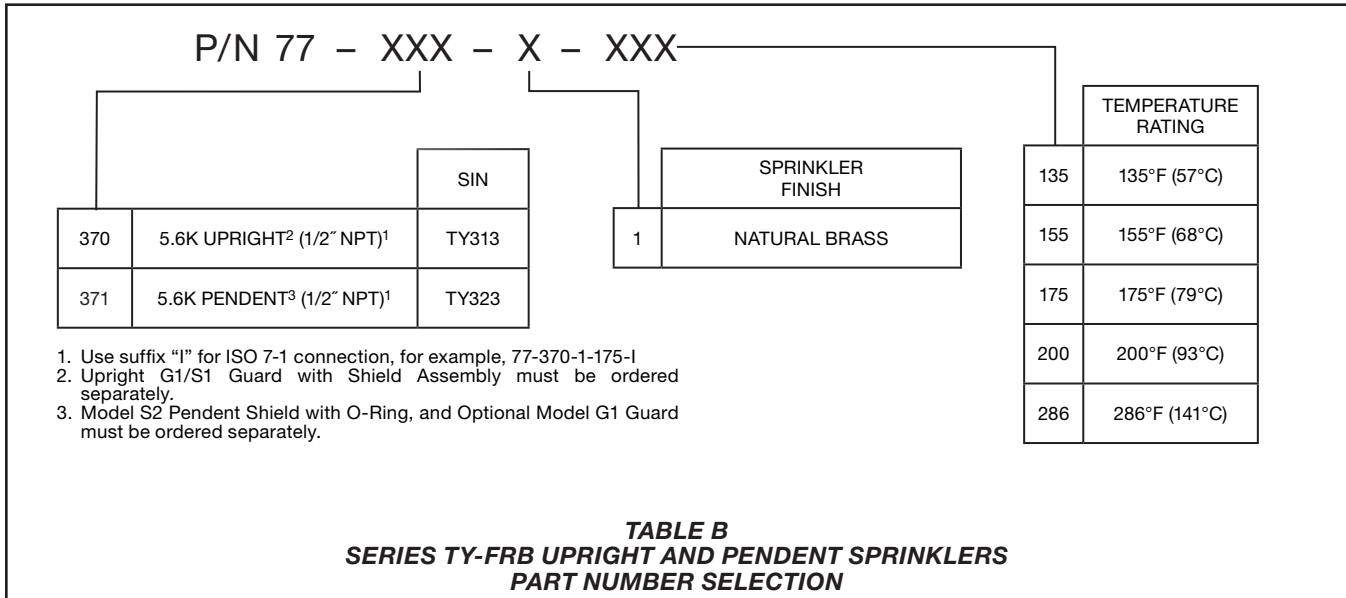 P/N 77 – XXX – X – XXX
SIN
370 5.6K UPRIGHT² (1/2˝ NPT)¹ TY313
371 5.6K PENDENT³ (1/2˝ NPT)¹ TY323
SPRINKLER
FINISH
1 NATURAL BRASS
TEMPERATURE
RATING
135 135°F (57°C)
155 155°F (68°C)
175 175°F (79°C)
200 200°F (93°C)
286 286°F (141°C)
1. Use suffix “I” for ISO 7-1 connection, for example, 77-370-1-175-I
2. Upright G1/S1 Guard with Shield Assembly must be ordered
separately.
3. Model S2 Pendent Shield with O-Ring, and Optional Model G1 Guard
must be ordered separately.
TABLE B
SERIES TY-FRB UPRIGHT AND PENDENT SPRINKLERS
PART NUMBER SELECTION